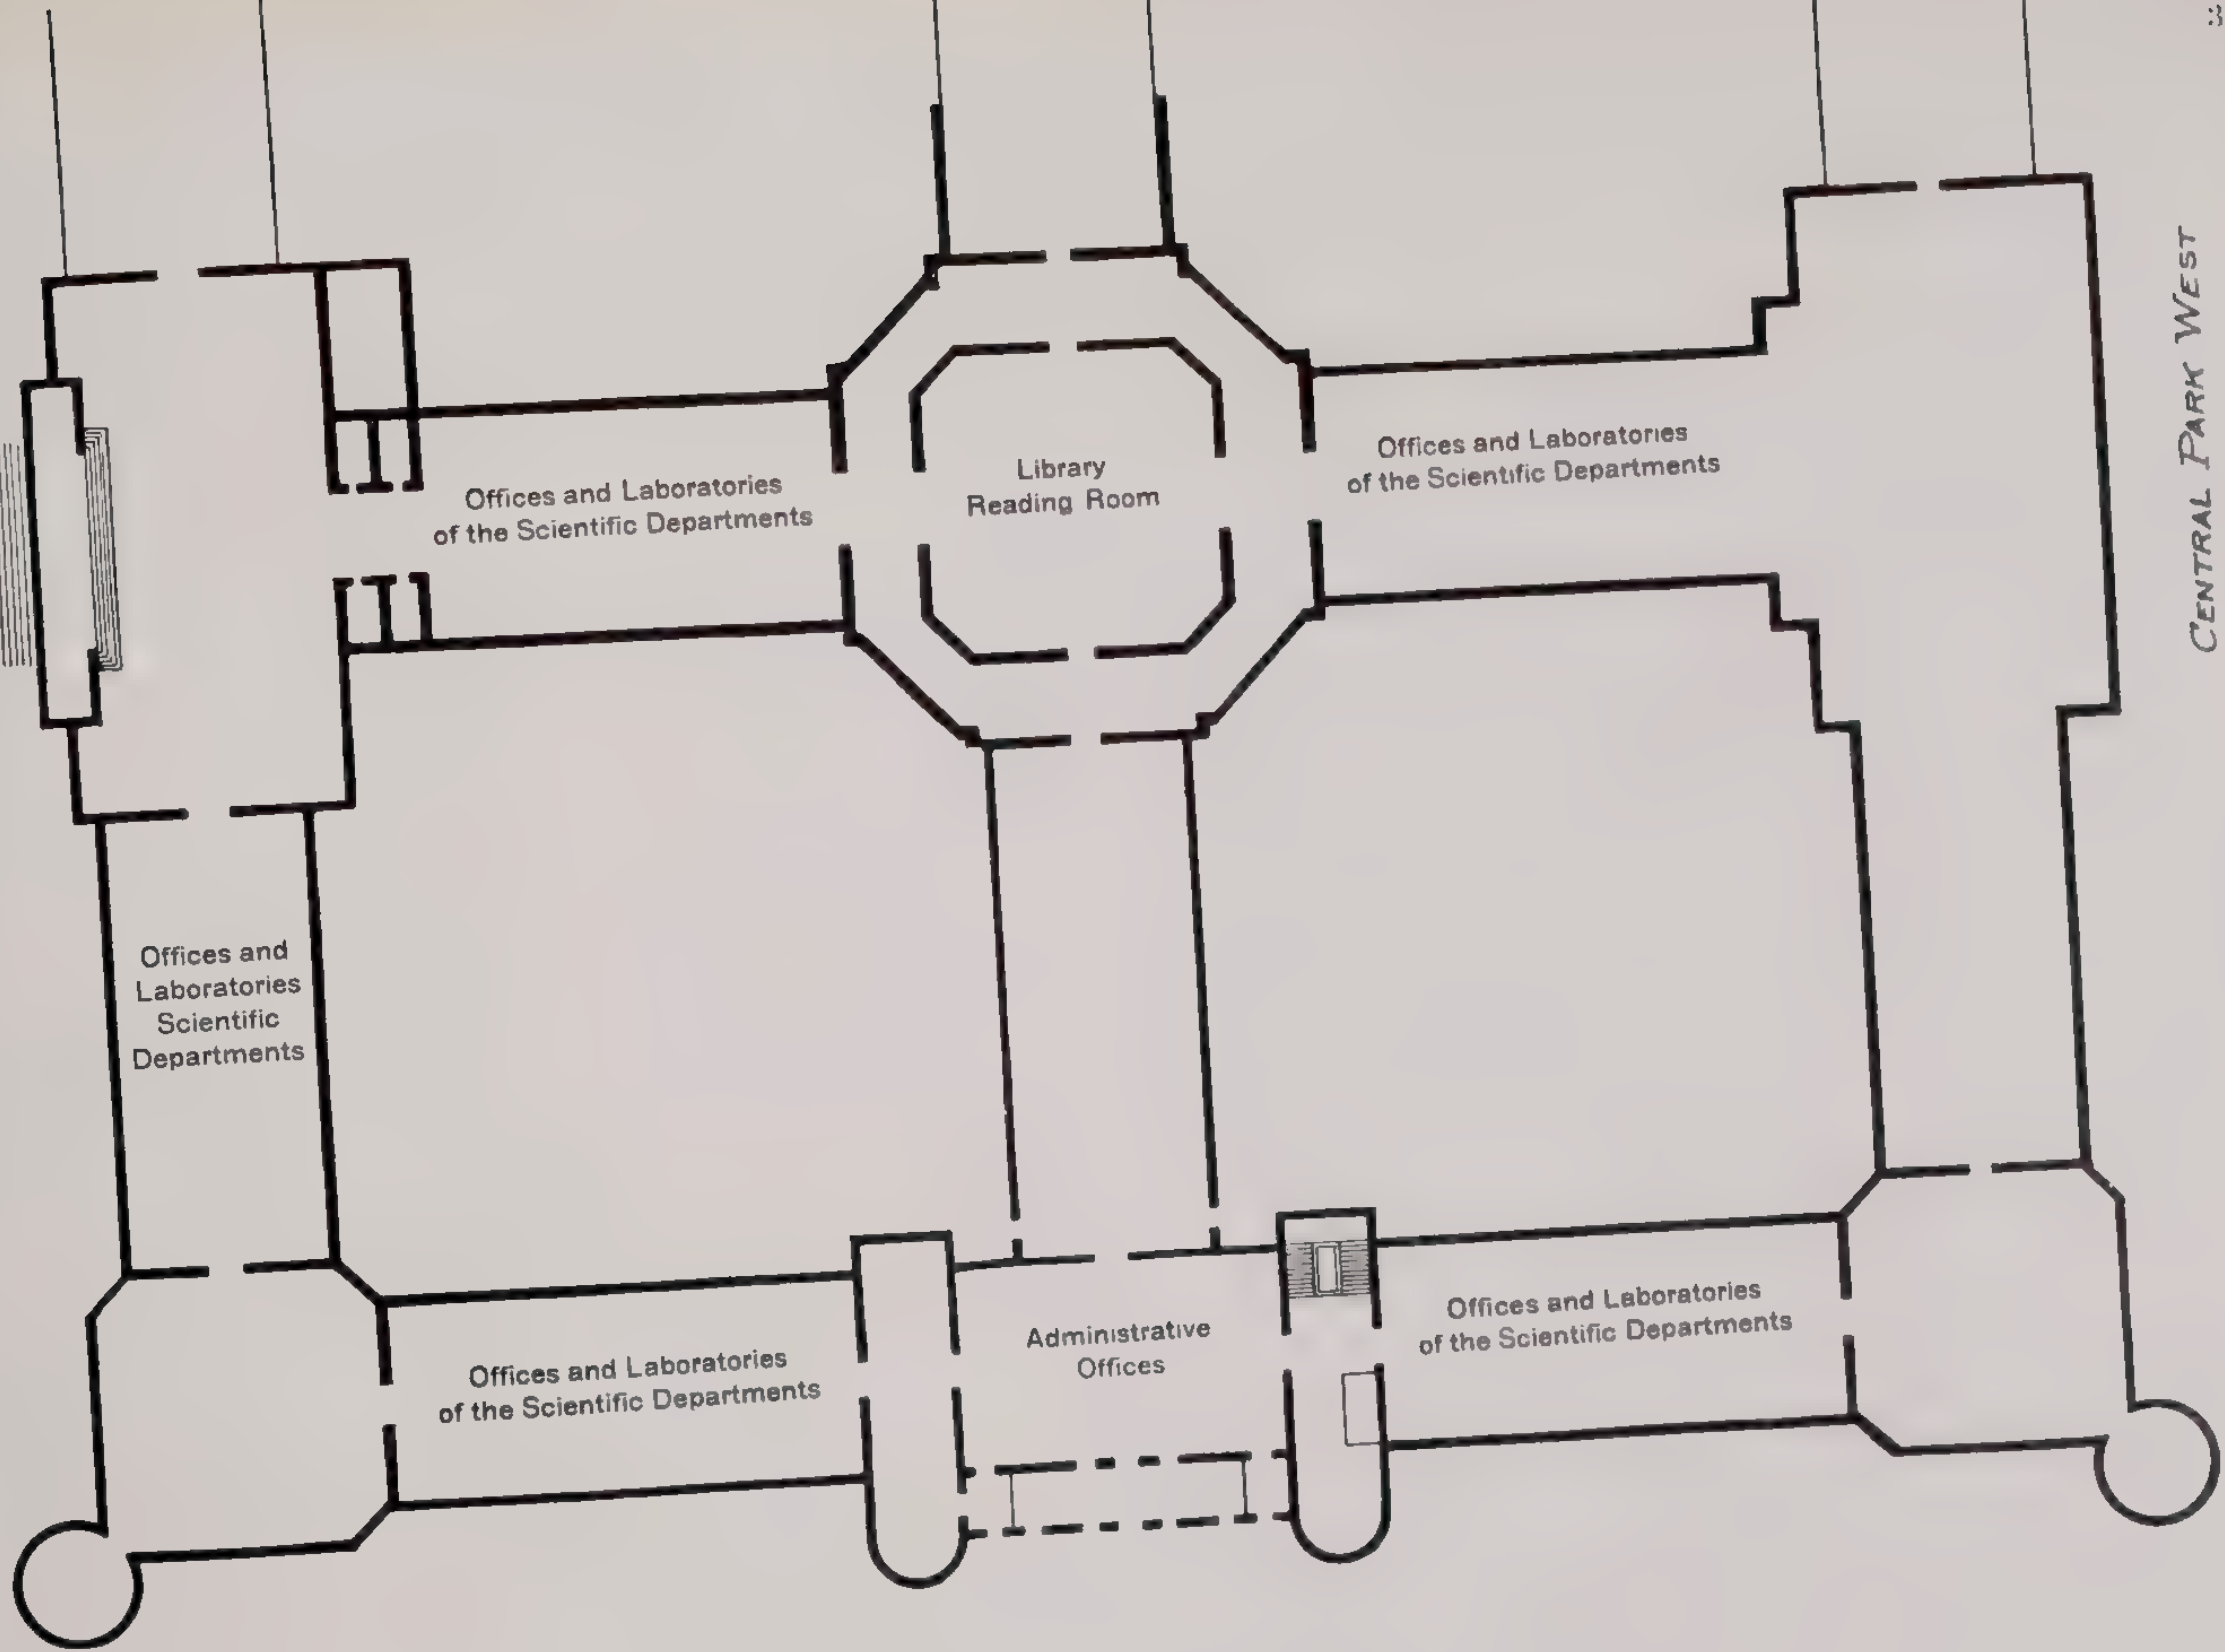 CENTRAL PARK WEST
Offices and Laboratories
of the Scientific Departments
Library
Reading Room
Offices and Laboratories
of the Scientific Departments
Offices and
Laboratories
Scientific
Departments
Offices and Laboratories
of the Scientific Departments
Administrative
Offices
Offices and Laboratories
of the Scientific Departments